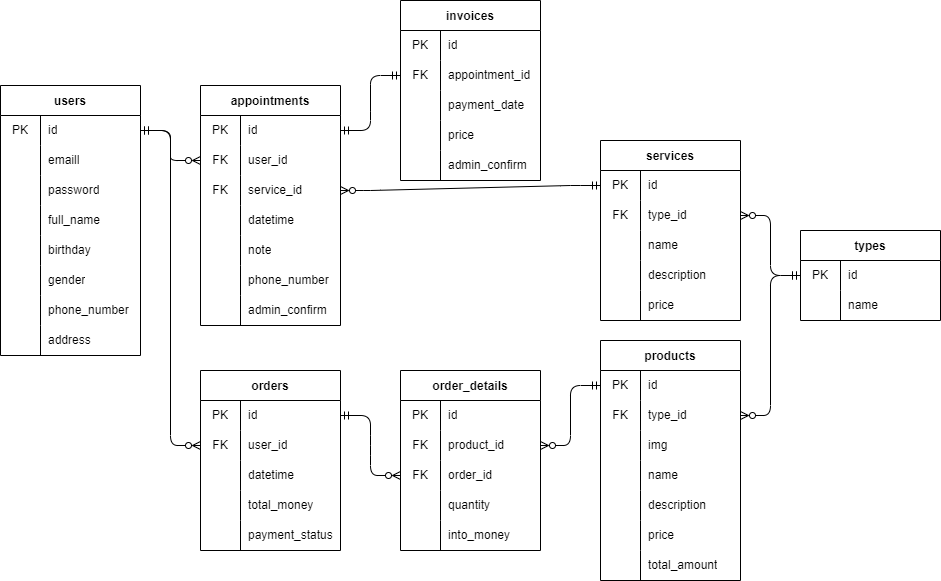 invoices
PK id
FK appointment_id
payment_date
price
admin_confirm
users
PK id
emaill
password
full_name
birthday
gender
phone_number
address
appointments
PK id
FK user_id
FK service_id
datetime
note
phone_number
admin_confirm
services
PK id
FK type_id
name
description
price
types
PK id
name
orders
PK id
FK user_id
datetime
total_money
payment_status
order_details
PK id
FK product_id
FK order_id
quantity
into_money
products
PK id
FK type_id
img
name
description
price
total_amount